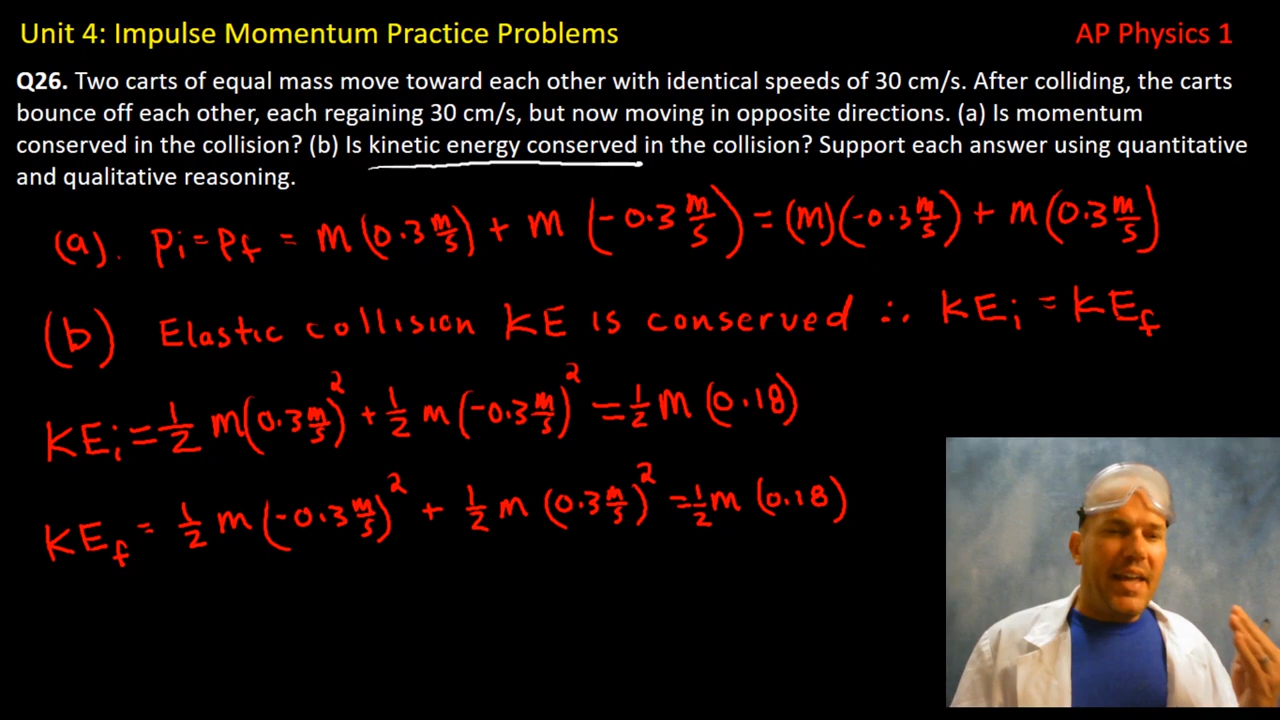 Unit 4: Impulse Momentum Practice Problems AP Physics 1
Q26. Two carts of equal mass move toward each other with identical speeds of 30 cm/s. After colliding, the carts
bounce off each other, each regaining 30 cm/s, but now moving in opposite directions. (a) Is momentum
conserved in the collision? (b) Is kinetic energy conserved in the collision? Support each answer using quantitative
and qualitative reasoning.
(a). Pi = Pf = m (0.3 m/s) + m (-0.3 m/s) = (m)(-0.3 m/s) + m (0.3 m/s)
(b) Elastic collision KE is conserved ∴ KEi = KEf
KEi = 1/2 m(0.3 m/s)² + 1/2 m (-0.3 m/s)² = 1/2 m (0.18)
KEf = 1/2 m (-0.3 m/s)² + 1/2 m (0.3 m/s)² = 1/2 m (0.18)